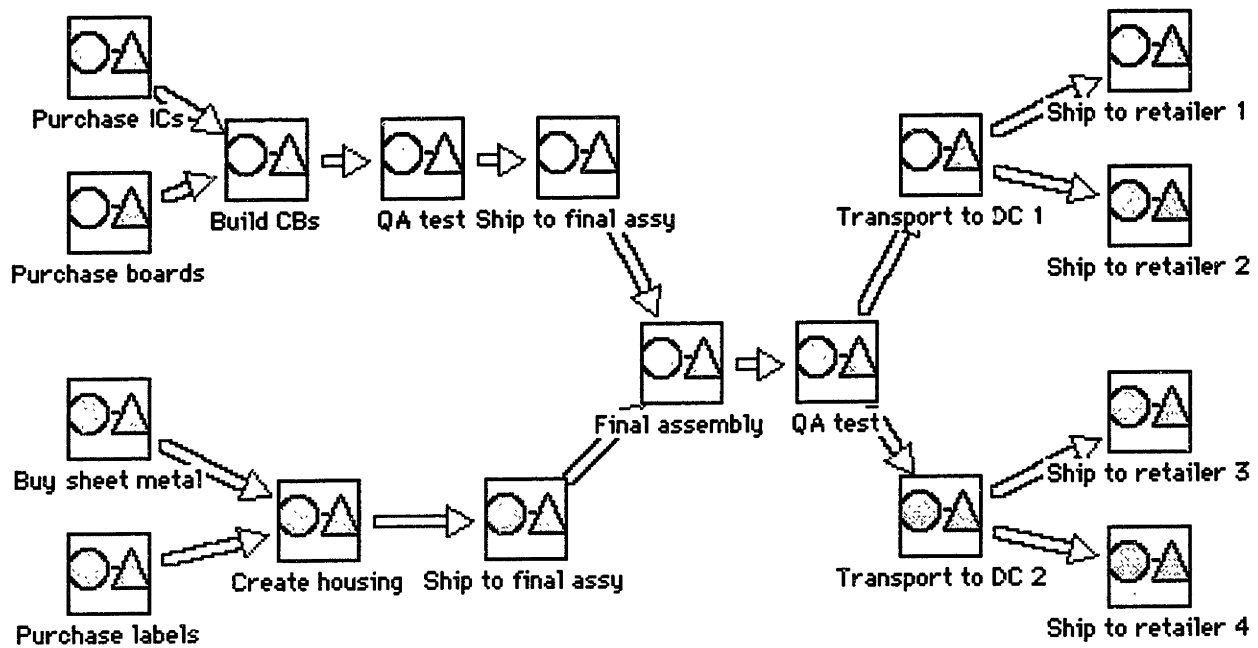 Purchase ICs
Ship to retailer 1
Build CBs
QA test
Ship to final assy
Transport to DC 1
Purchase boards
Ship to retailer 2
Final assembly
QA test
Buy sheet metal
Ship to retailer 3
Create housing
Ship to final assy
Transport to DC 2
Purchase labels
Ship to retailer 4